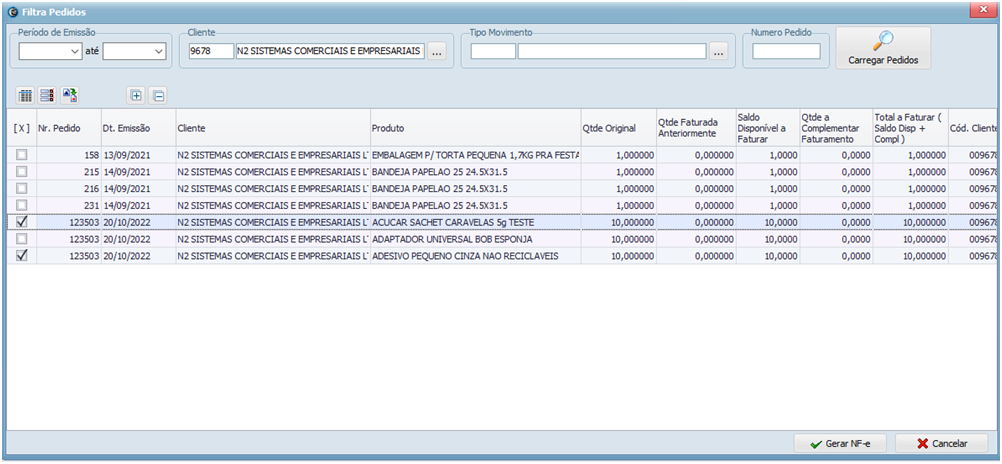 Filtra Pedidos
Período de Emissão
até
Cliente
9678 N2 SISTEMAS COMERCIAIS E EMPRESARIAIS ...
Tipo Movimento
...
Numero Pedido
Carregar Pedidos
[ X ] Nr. Pedido Dt. Emissão Cliente Produto Qtde Original Qtde Faturada Anteriormente Saldo Disponível a Faturar Qtde a Complementar Faturamento Total a Faturar ( Saldo Disp + Compl ) Cód. Cliente
158 13/09/2021 N2 SISTEMAS COMERCIAIS E EMPRESARIAIS LT EMBALAGEM P/ TORTA PEQUENA 1,7KG PRA FESTA 1,000000 0,000000 1,0000 0,0000 1,000000 009678
215 14/09/2021 N2 SISTEMAS COMERCIAIS E EMPRESARIAIS LT BANDEJA PAPELAO 25 24.5X31.5 1,000000 0,000000 1,0000 0,0000 1,000000 009678
216 14/09/2021 N2 SISTEMAS COMERCIAIS E EMPRESARIAIS LT BANDEJA PAPELAO 25 24.5X31.5 1,000000 0,000000 1,0000 0,0000 1,000000 009678
231 14/09/2021 N2 SISTEMAS COMERCIAIS E EMPRESARIAIS LT BANDEJA PAPELAO 25 24.5X31.5 1,000000 0,000000 1,0000 0,0000 1,000000 009678
123503 20/10/2022 N2 SISTEMAS COMERCIAIS E EMPRESARIAIS LT ACUCAR SACHET CARAVELAS 5g TESTE 10,000000 0,000000 10,0000 0,0000 10,000000 009678
123503 20/10/2022 N2 SISTEMAS COMERCIAIS E EMPRESARIAIS LT ADAPTADOR UNIVERSAL BOB ESPONJA 10,000000 0,000000 10,0000 0,0000 10,000000 009678
123503 20/10/2022 N2 SISTEMAS COMERCIAIS E EMPRESARIAIS LT ADESIVO PEQUENO CINZA NAO RECICLAVEIS 10,000000 0,000000 10,0000 0,0000 10,000000 009678
Gerar NF-e
Cancelar